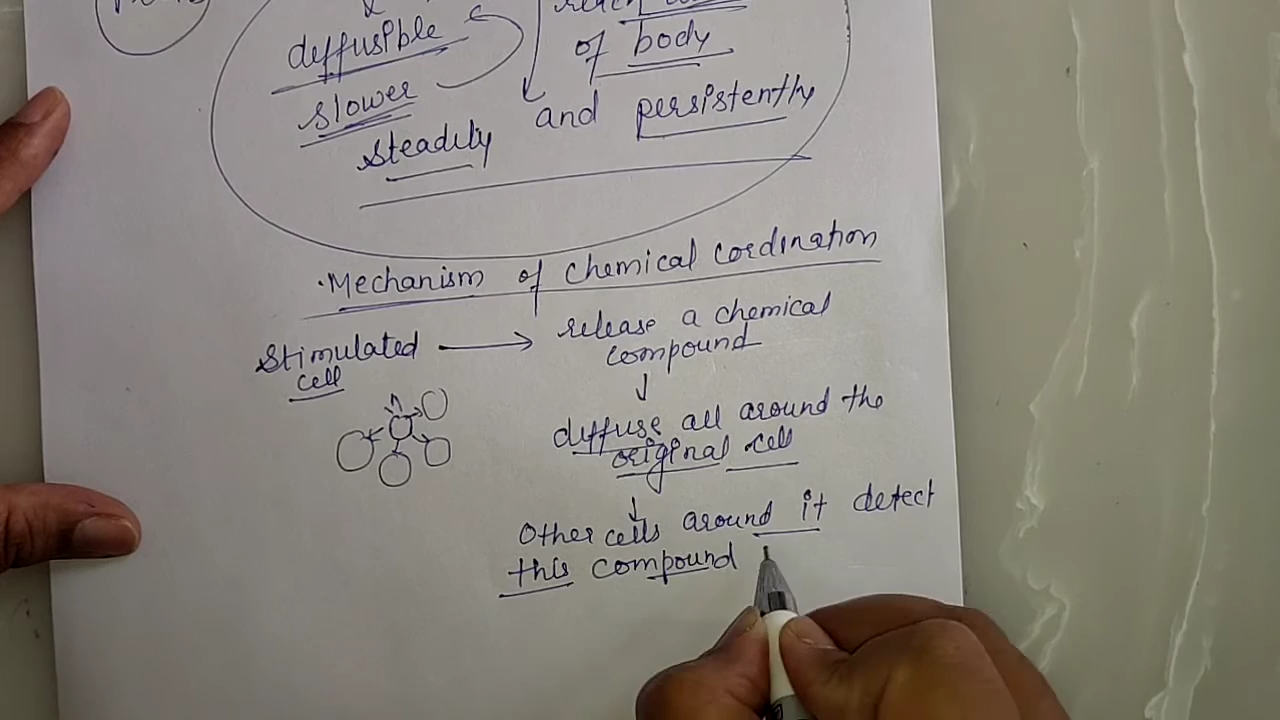 diffusible
of body
slower
and persistently
steadily
·Mechanism of chemical cordination
Stimulated → release a chemical
cell compound
↓
diffuse all around the
original cell
↓
Other cells around it detect
this compound